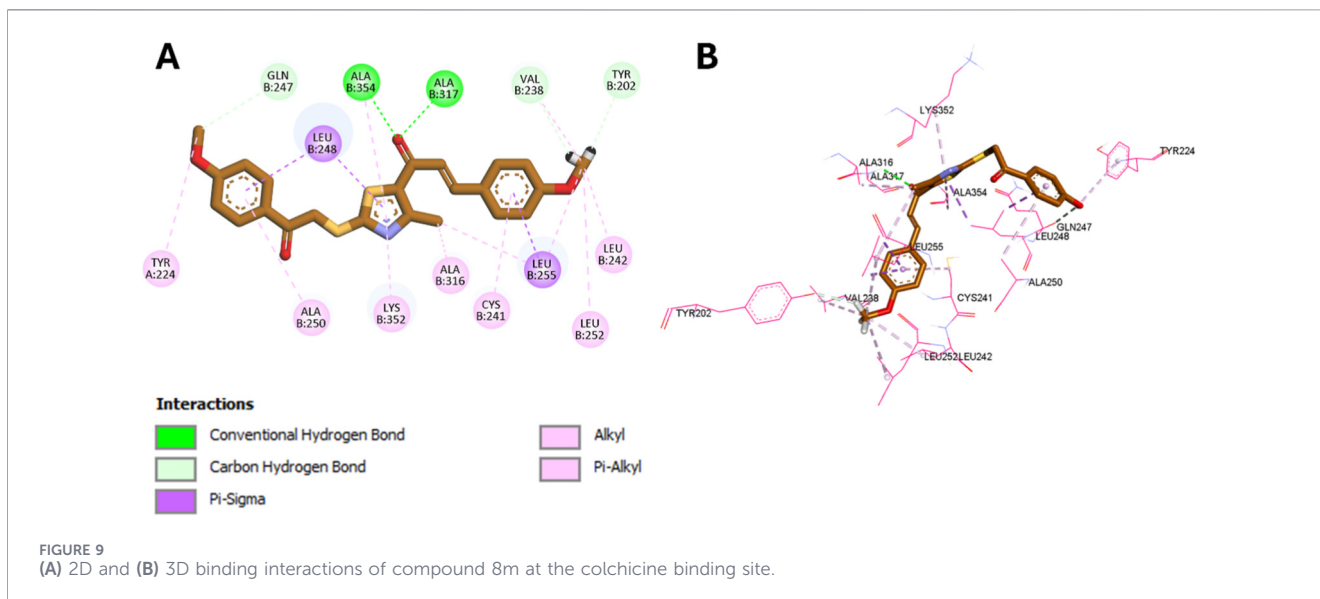 A
GLN
B:247
ALA
B:354
ALA
B:317
VAL
B:238
TYR
B:202
LEU
B:248
TYR
A:224
ALA
B:250
LYS
B:352
ALA
B:316
CYS
B:241
LEU
B:255
LEU
B:252
LEU
B:242
Interactions
Conventional Hydrogen Bond
Carbon Hydrogen Bond
Pi-Sigma
Alkyl
Pi-Alkyl
B
LYS352
ALA316
ALA317
ALA354
TYR224
GLN247
LEU248
LEU255
ALA250
CYS241
VAL238
TYR202
LEU252LEU242
FIGURE 9
(A) 2D and (B) 3D binding interactions of compound 8m at the colchicine binding site.